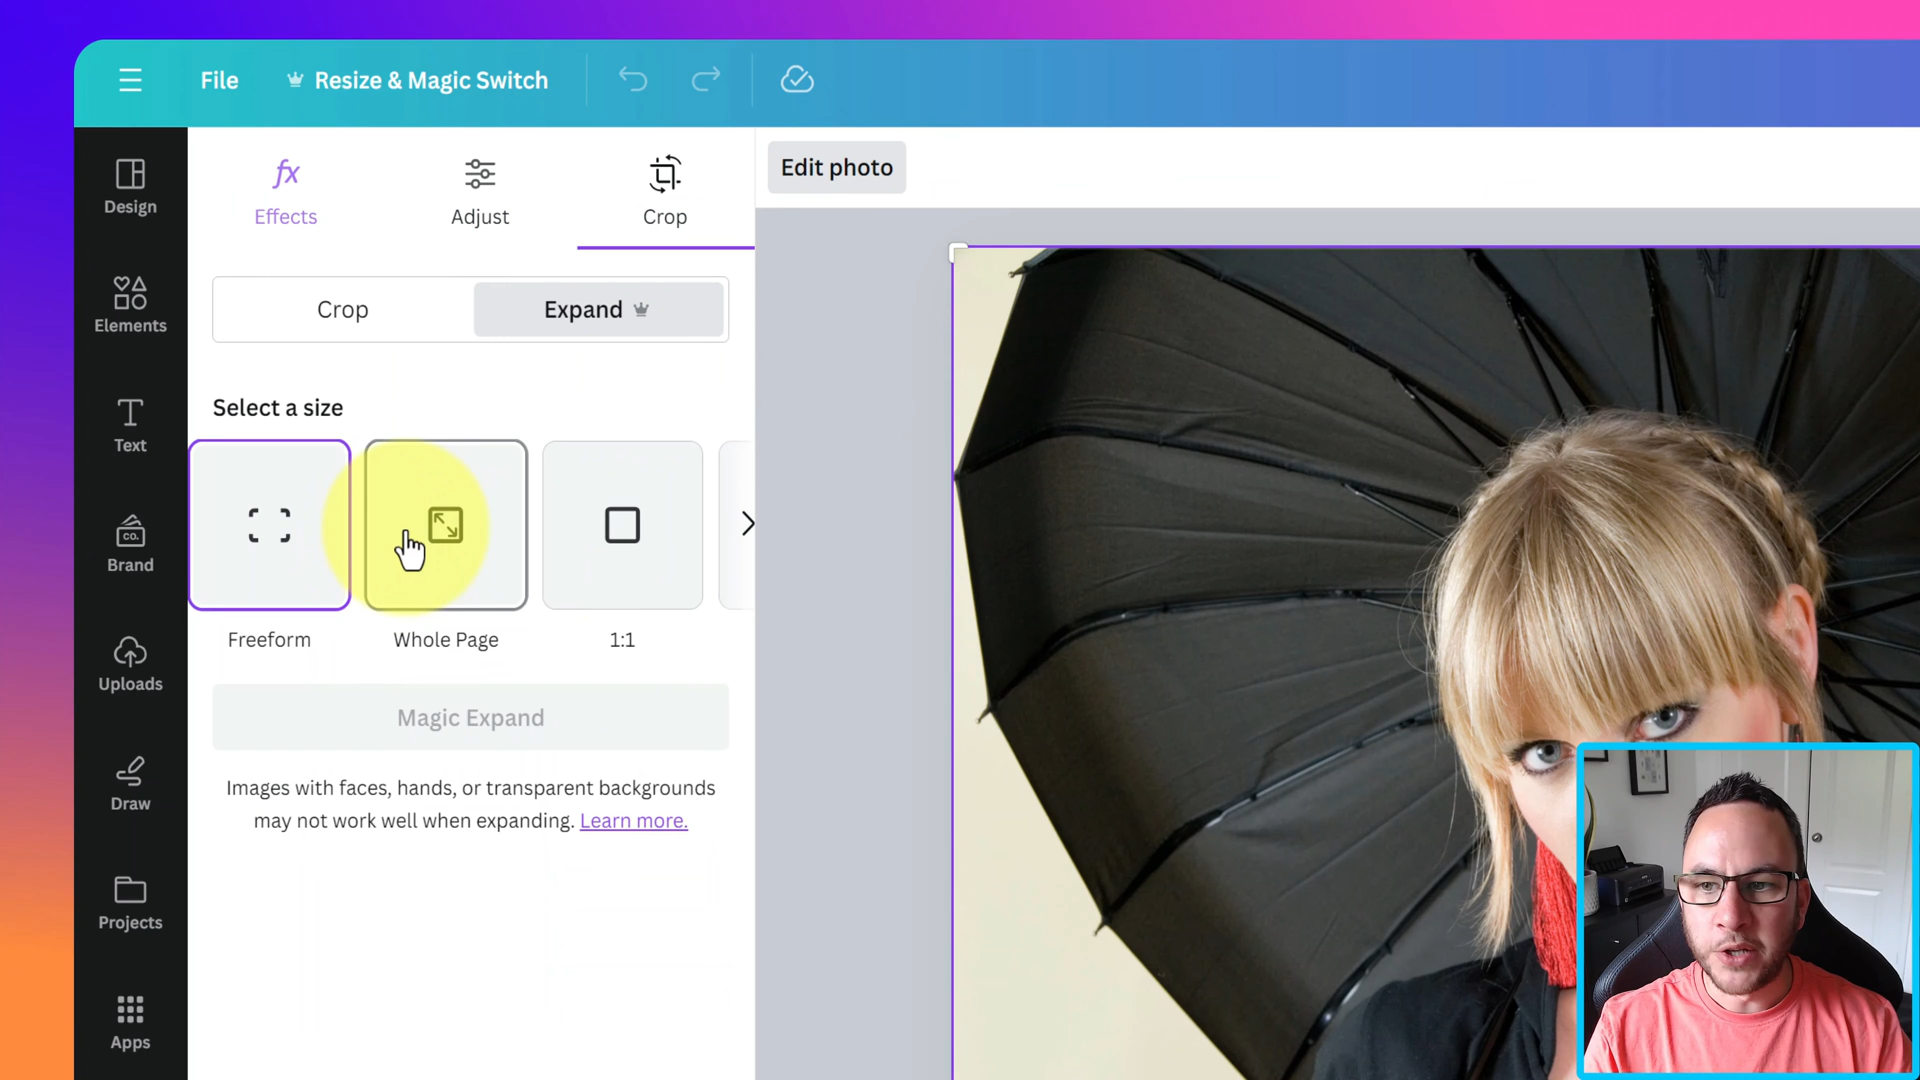 File
Resize & Magic Switch
Design
Elements
Text
CO.
Brand
Uploads
Draw
Projects
Apps
fx
Effects
Adjust
Crop
Edit photo
Crop
Expand
Select a size
Freeform
Whole Page
1:1
Magic Expand
Images with faces, hands, or transparent backgrounds
may not work well when expanding. Learn more.